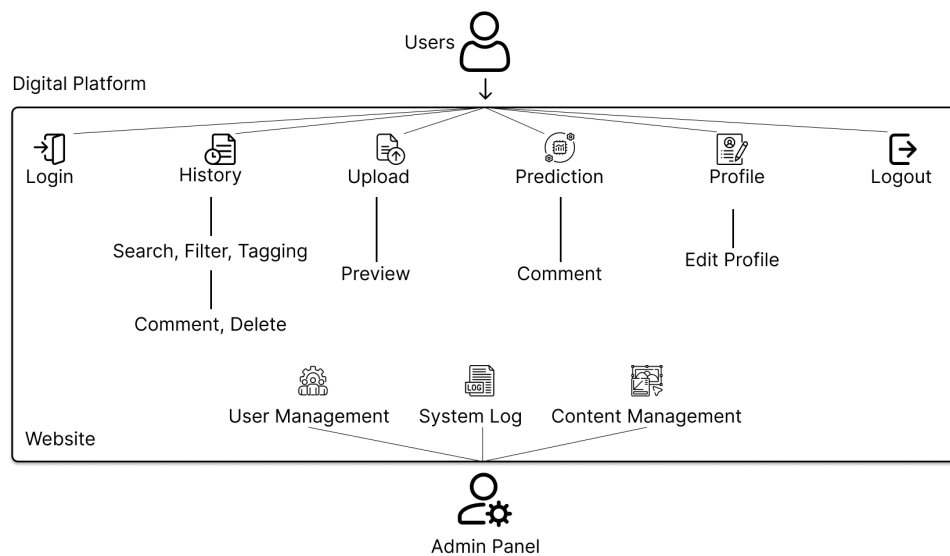 Users
Digital Platform
Login
History
Upload
Prediction
Profile
Logout
Search, Filter, Tagging
Preview
Comment
Edit Profile
Comment, Delete
LOG
User Management
System Log
Content Management
Website
Admin Panel